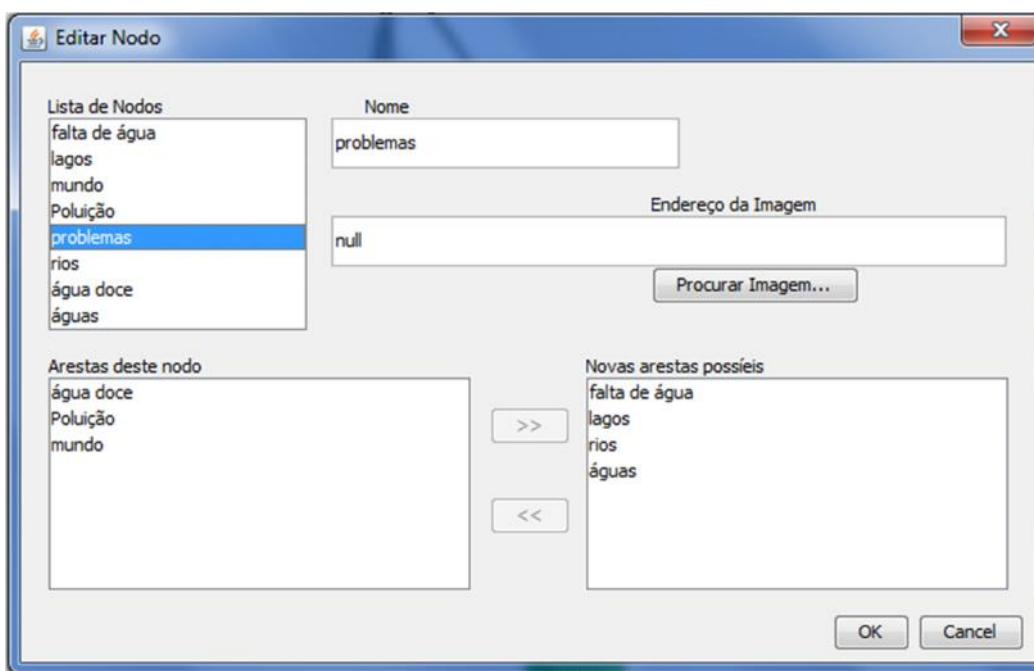 Editar Nodo
Lista de Nodos
falta de água
lagos
mundo
Poluição
problemas
rios
água doce
águas
Nome
problemas
Endereço da Imagem
null
Procurar Imagem...
Arestas deste nodo
água doce
Poluição
mundo
>>
<<
Novas arestas possíeis
falta de água
lagos
rios
águas
OK
Cancel